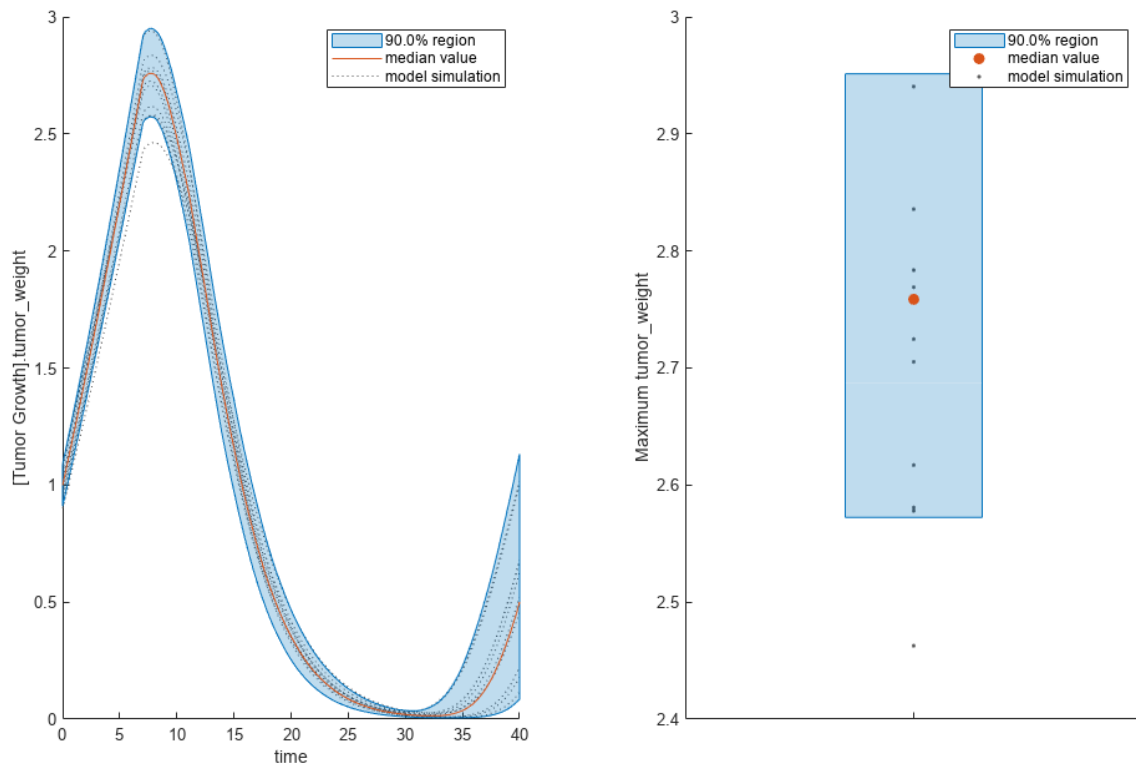 3
2.5
2
1.5
1
0.5
0
[Tumor Growth].tumor_weight
90.0% region
median value
model simulation
0 5 10 15 20 25 30 35 40
time
3
2.9
2.8
2.7
2.6
2.5
2.4
Maximum tumor_weight
90.0% region
median value
model simulation